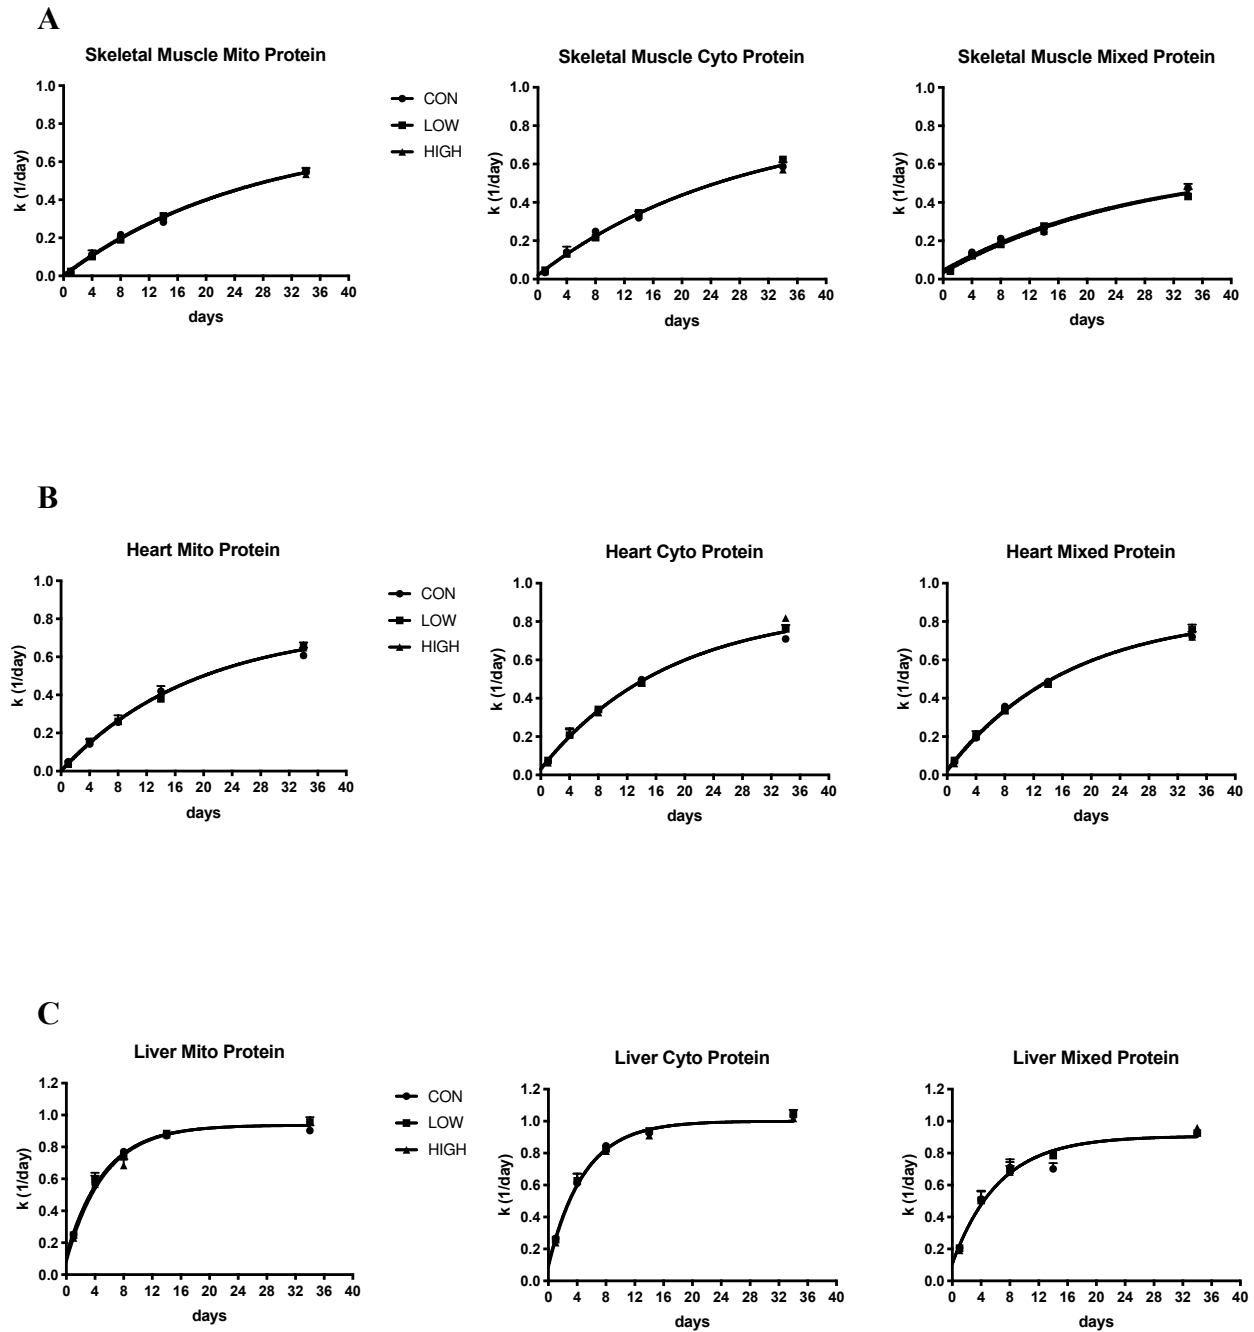 A
Skeletal Muscle Mito Protein
k (1/day)
1.0
0.8
0.6
0.4
0.2
0.0
0 4 8 12 16 20 24 28 32 36 40
days
CON
LOW
HIGH
Skeletal Muscle Cyto Protein
k (1/day)
1.0
0.8
0.6
0.4
0.2
0.0
0 4 8 12 16 20 24 28 32 36 40
days
Skeletal Muscle Mixed Protein
k (1/day)
1.0
0.8
0.6
0.4
0.2
0.0
0 4 8 12 16 20 24 28 32 36 40
days
B
Heart Mito Protein
k (1/day)
1.0
0.8
0.6
0.4
0.2
0.0
0 4 8 12 16 20 24 28 32 36 40
days
CON
LOW
HIGH
Heart Cyto Protein
k (1/day)
1.0
0.8
0.6
0.4
0.2
0.0
0 4 8 12 16 20 24 28 32 36 40
days
Heart Mixed Protein
k (1/day)
1.0
0.8
0.6
0.4
0.2
0.0
0 4 8 12 16 20 24 28 32 36 40
days
C
Liver Mito Protein
k (1/day)
1.2
1.0
0.8
0.6
0.4
0.2
0.0
0 4 8 12 16 20 24 28 32 36 40
days
CON
LOW
HIGH
Liver Cyto Protein
k (1/day)
1.2
1.0
0.8
0.6
0.4
0.2
0.0
0 4 8 12 16 20 24 28 32 36 40
days
Liver Mixed Protein
k (1/day)
1.2
1.0
0.8
0.6
0.4
0.2
0.0
0 4 8 12 16 20 24 28 32 36 40
days